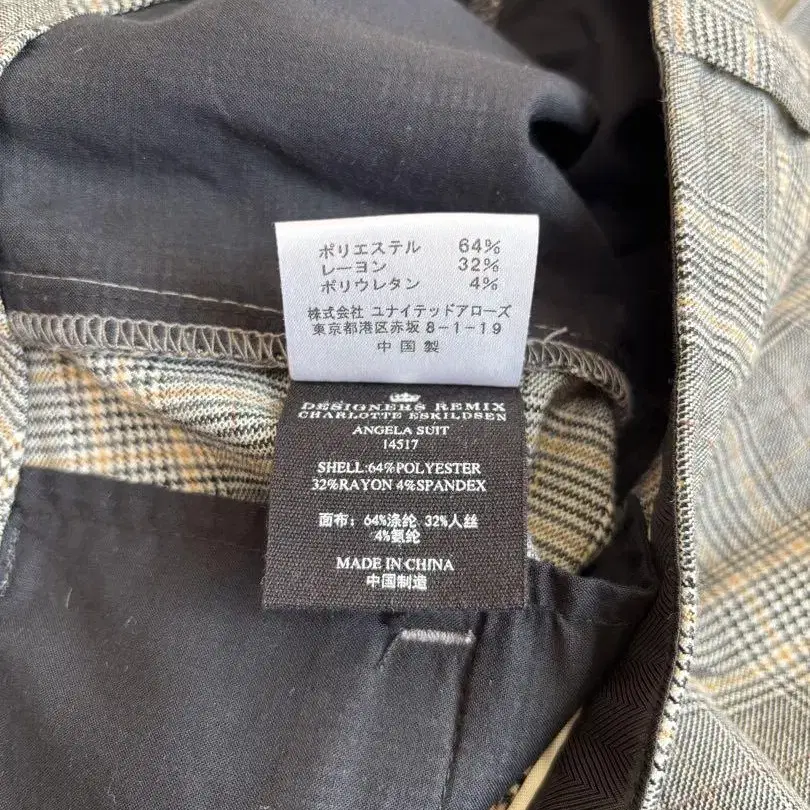 ポリエステル 64%
レーヨン 32%
ポリウレタン 4%
株式会社 ユナイテッドアローズ
東京都港区赤坂 8-1-19
中国製
DESIGNERS REMIX
CHARLOTTE ESKILDSEN
ANGELA SUIT
14517
SHELL:64%POLYESTER
32%RAYON 4%SPANDEX
面布：64%涤纶 32%人丝
4%氨纶
MADE IN CHINA
中国制造